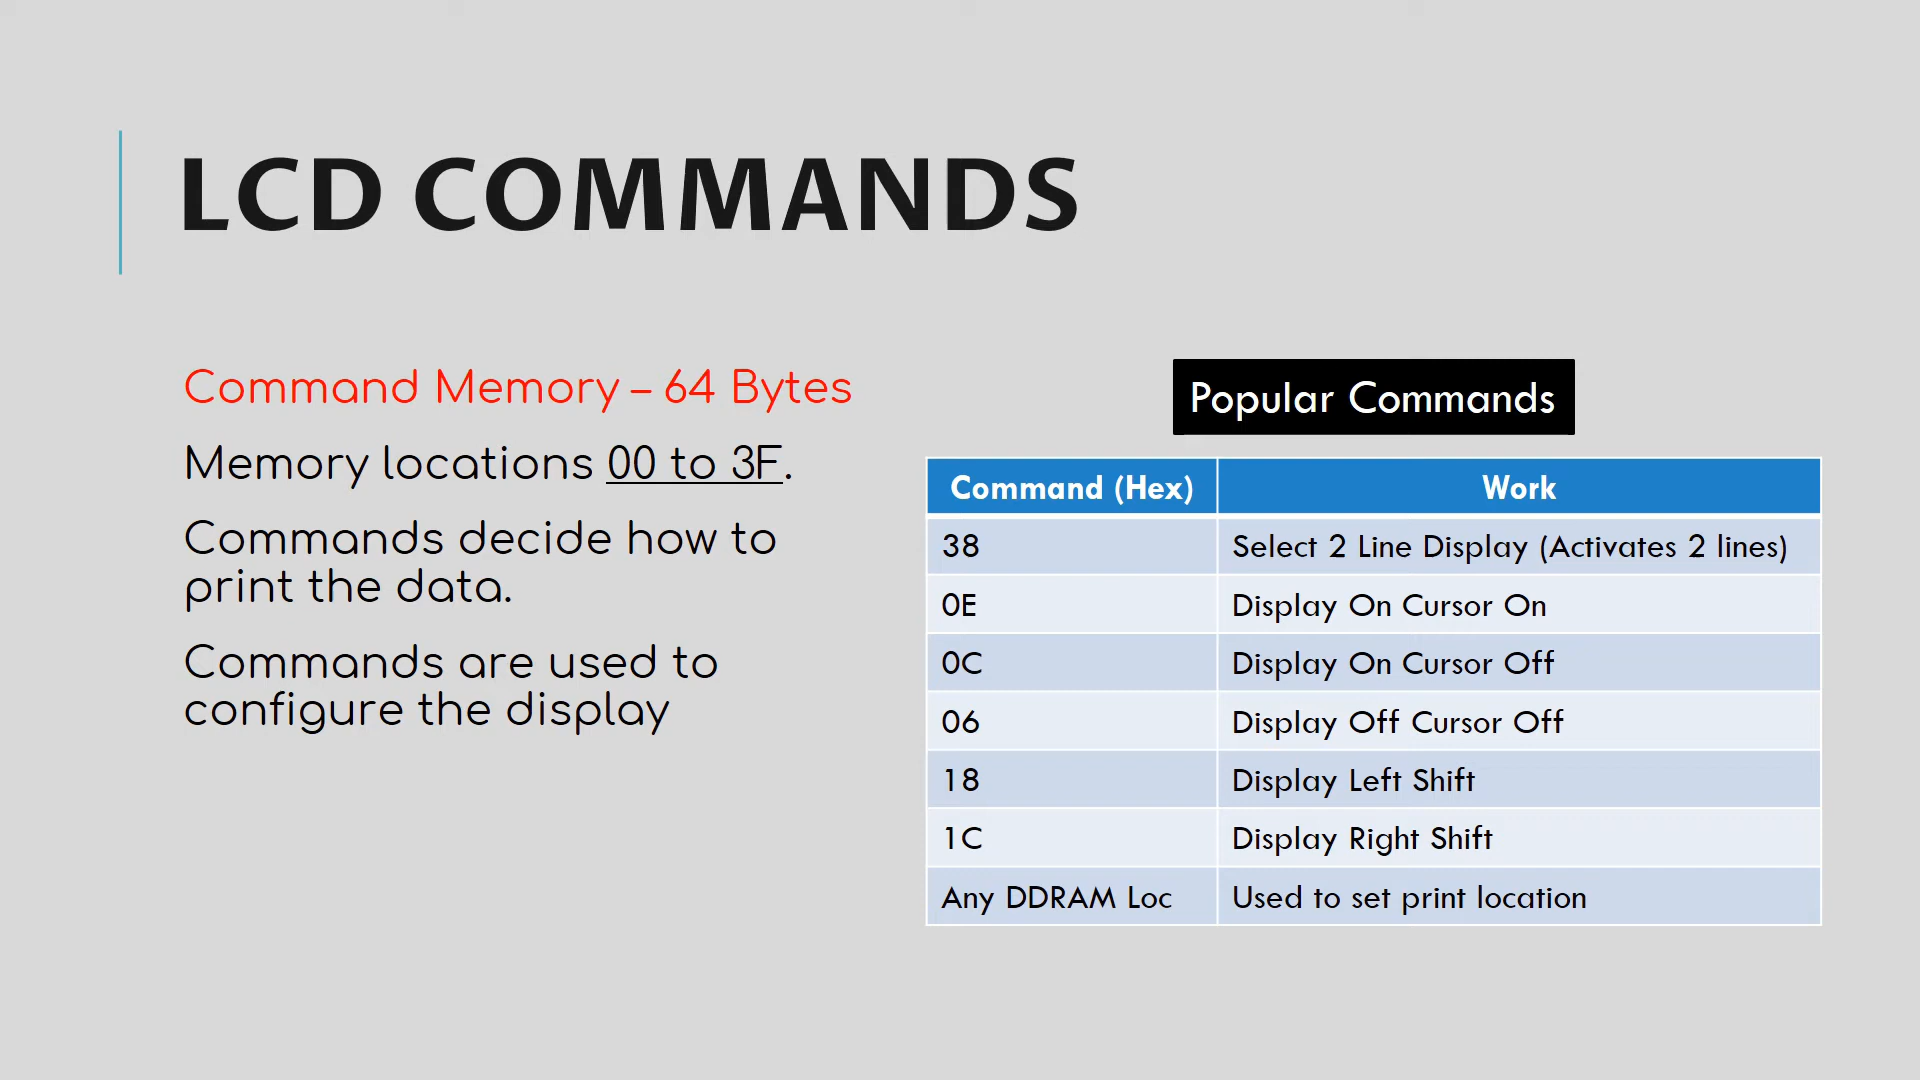 LCD COMMANDS
Command Memory – 64 Bytes
Memory locations 00 to 3F.
Commands decide how to
print the data.
Commands are used to
configure the display
Popular Commands
Command (Hex) Work
38 Select 2 Line Display (Activates 2 lines)
0E Display On Cursor On
0C Display On Cursor Off
06 Display Off Cursor Off
18 Display Left Shift
1C Display Right Shift
Any DDRAM Loc Used to set print location